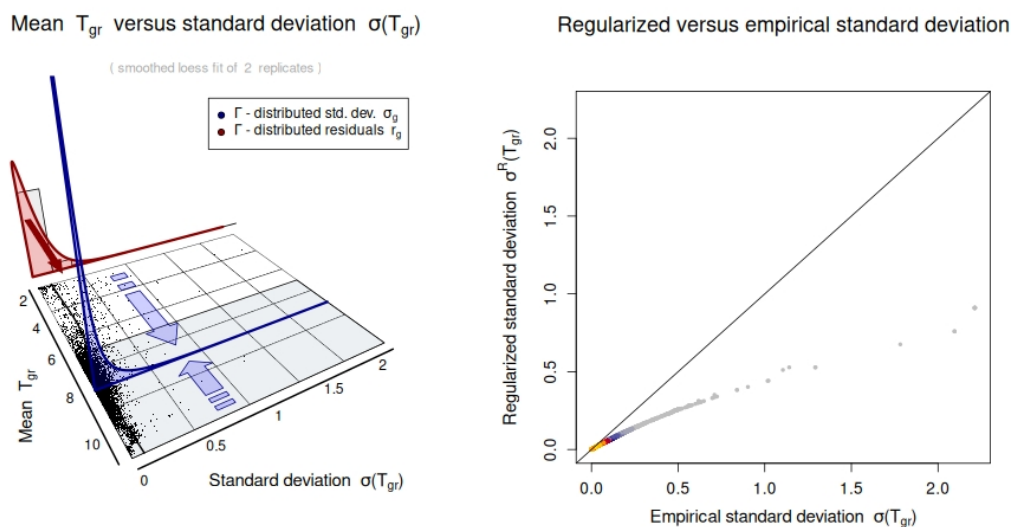 Mean T_gr versus standard deviation σ(T_gr)
( smoothed loess fit of 2 replicates )
Γ - distributed std. dev. σ_g
Γ - distributed residuals r_g
2
4
6
8
10
Mean T_gr
0
0.5
1
1.5
2
Standard deviation σ(T_gr)
Regularized versus empirical standard deviation
Regularized standard deviation σ^R(T_gr)
2.0
1.5
1.0
0.5
0.0
0.0 0.5 1.0 1.5 2.0
Empirical standard deviation σ(T_gr)